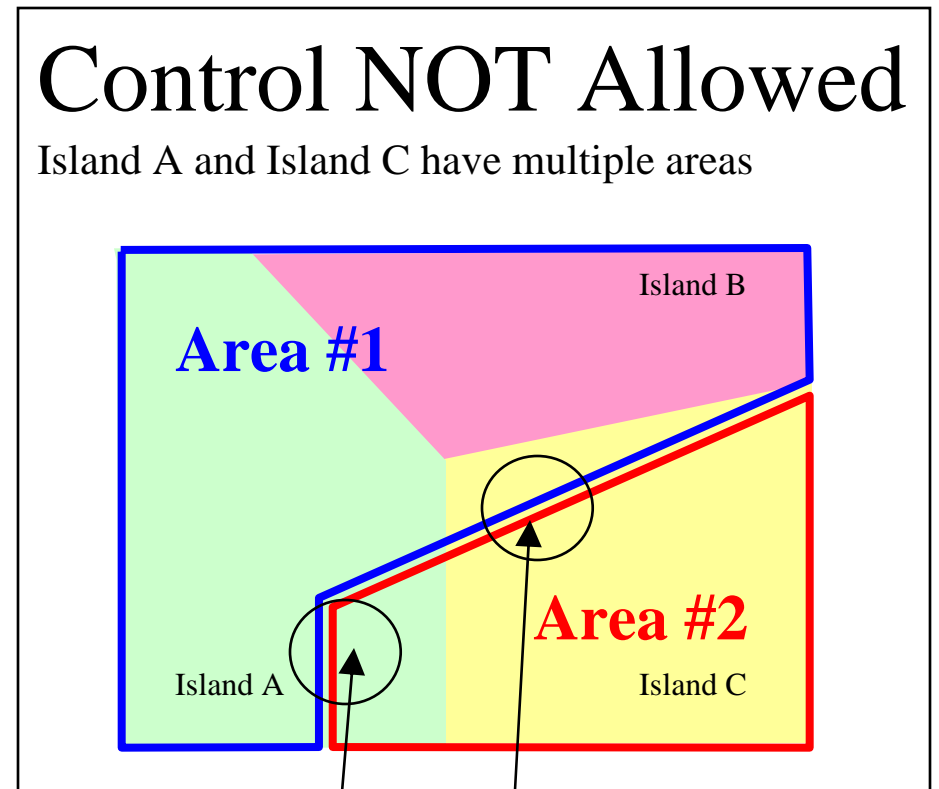 Control NOT Allowed
Island A and Island C have multiple areas
Island B
Area #1
Area #2
Island A
Island C